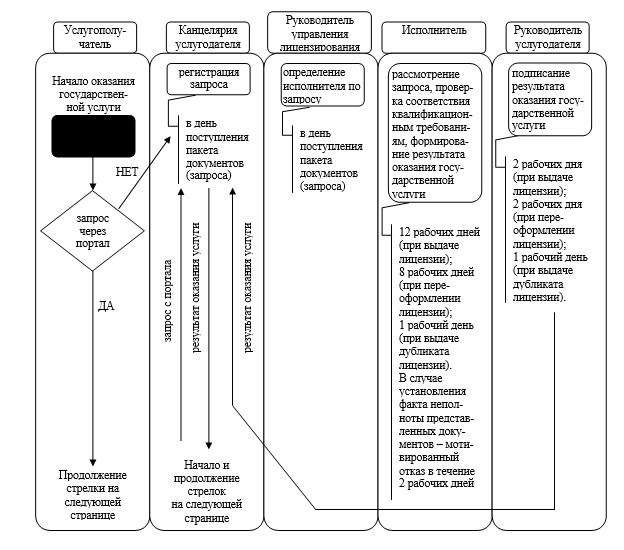 Услугополу-
чатель
Канцелярия
услугодателя
Руководитель
управления
лицензирования
Исполнитель
Руководитель
услугодателя
Начало оказания
государствен-
ной услуги
НЕТ
запрос
через
портал
ДА
Продолжение
стрелки на
следующей
странице
регистрация
запроса
в день
поступления
пакета
документов
(запроса)
запрос с портала
результат оказания услуги
результат оказания услуги
Начало и
продолжение
стрелок
на следующей
странице
определение
исполнителя по
запросу
в день
поступления
пакета
документов
(запроса)
рассмотрение
запроса, провер-
ка соответствия
квалификацион-
ным требовани-
ям, формирова-
ние результата
оказания госу-
дарственной
услуги
12 рабочих дней
(при выдаче
лицензии);
8 рабочих дней
(при пере-
оформлении
лицензии);
1 рабочий день
(при выдаче
дубликата
лицензии).
В случае
установления
факта непол-
ноты представ-
ленных доку-
ментов – моти-
вированный
отказ в течение
2 рабочих дней
подписание
результата
оказания госу-
дарственной
услуги
2 рабочих дня
(при выдаче
лицензии;
2 рабочих дня
(при пере-
оформлении
лицензии);
1 рабочий день
(при выдаче
дубликата
лицензии).